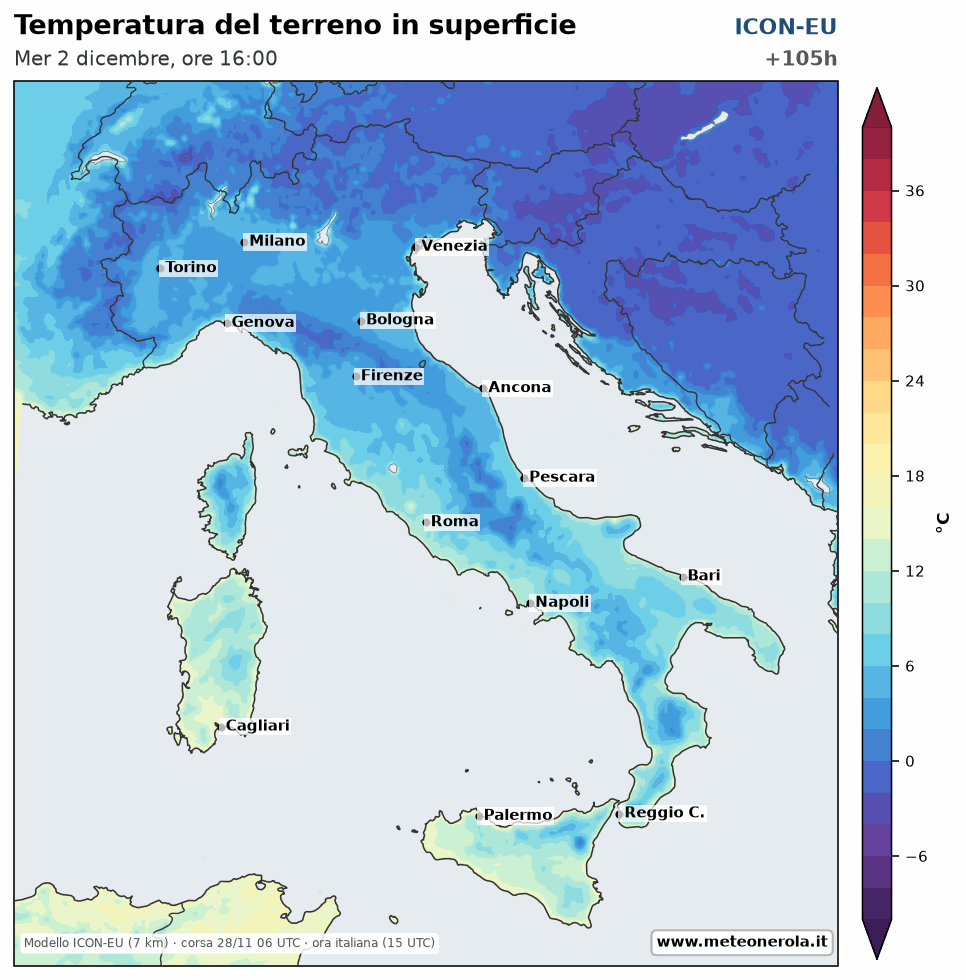 Temperatura del terreno in superficie
ICON-EU
Mer 2 dicembre, ore 16:00
+105h
Milano
Venezia
Torino
Genova
Bologna
Firenze
Ancona
Pescara
Roma
Bari
Napoli
Cagliari
Palermo
Reggio C.
36
30
24
18
12
6
0
−6
°C
Modello ICON-EU (7 km) · corsa 28/11 06 UTC · ora italiana (15 UTC)
www.meteonerola.it